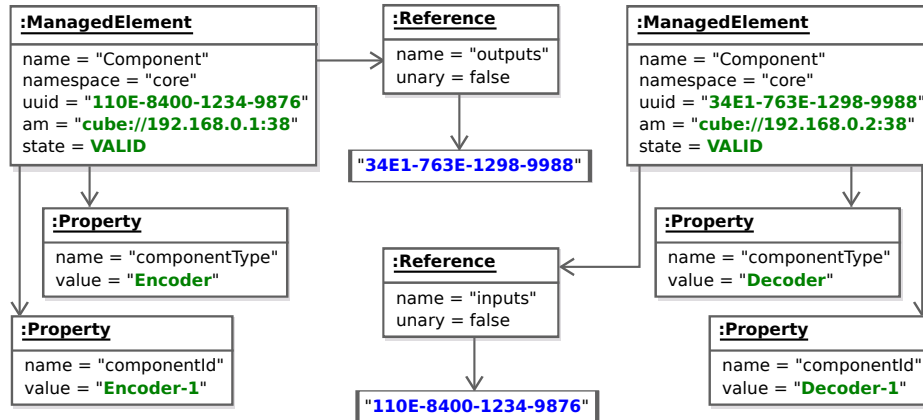 :ManagedElement
name = "Component"
namespace = "core"
uuid = "110E-8400-1234-9876"
am = "cube://192.168.0.1:38"
state = VALID
:Reference
name = "outputs"
unary = false
"34E1-763E-1298-9988"
:ManagedElement
name = "Component"
namespace = "core"
uuid = "34E1-763E-1298-9988"
am = "cube://192.168.0.2:38"
state = VALID
:Property
name = "componentType"
value = "Encoder"
:Property
name = "componentId"
value = "Encoder-1"
:Reference
name = "inputs"
unary = false
"110E-8400-1234-9876"
:Property
name = "componentType"
value = "Decoder"
:Property
name = "componentId"
value = "Decoder-1"